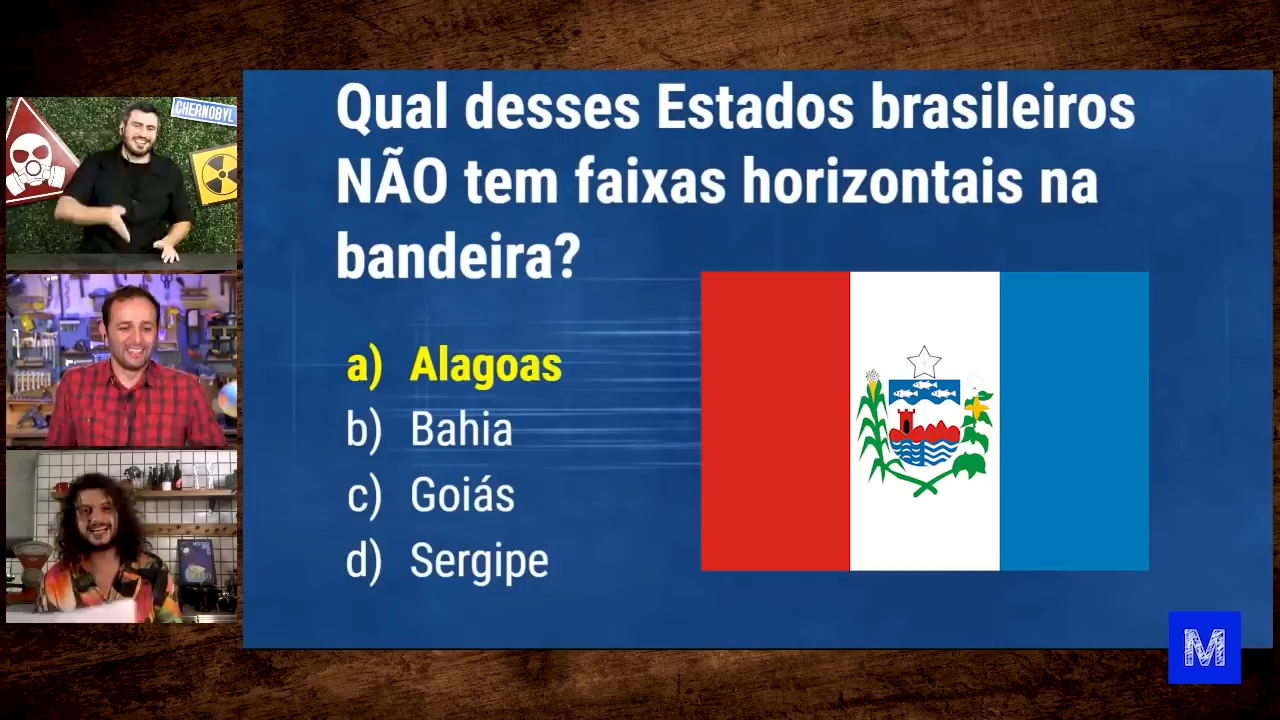 CHERNOBYL
Qual desses Estados brasileiros
NÃO tem faixas horizontais na
bandeira?
a) Alagoas
b) Bahia
c) Goiás
d) Sergipe
M